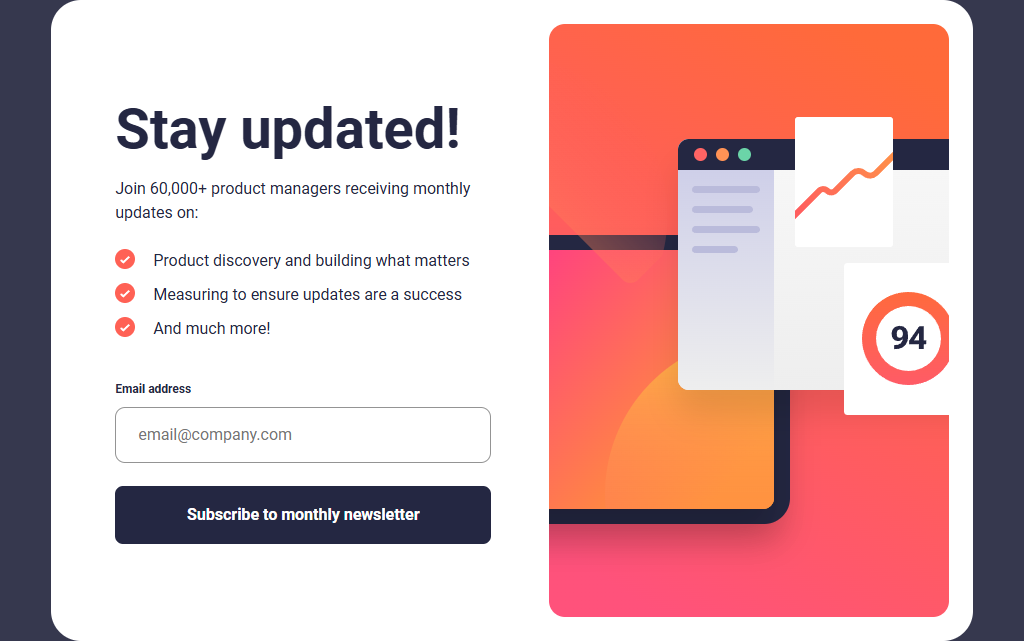 Stay updated!
Join 60,000+ product managers receiving monthly
updates on:
Product discovery and building what matters
Measuring to ensure updates are a success
And much more!
Email address
email@company.com
Subscribe to monthly newsletter
94